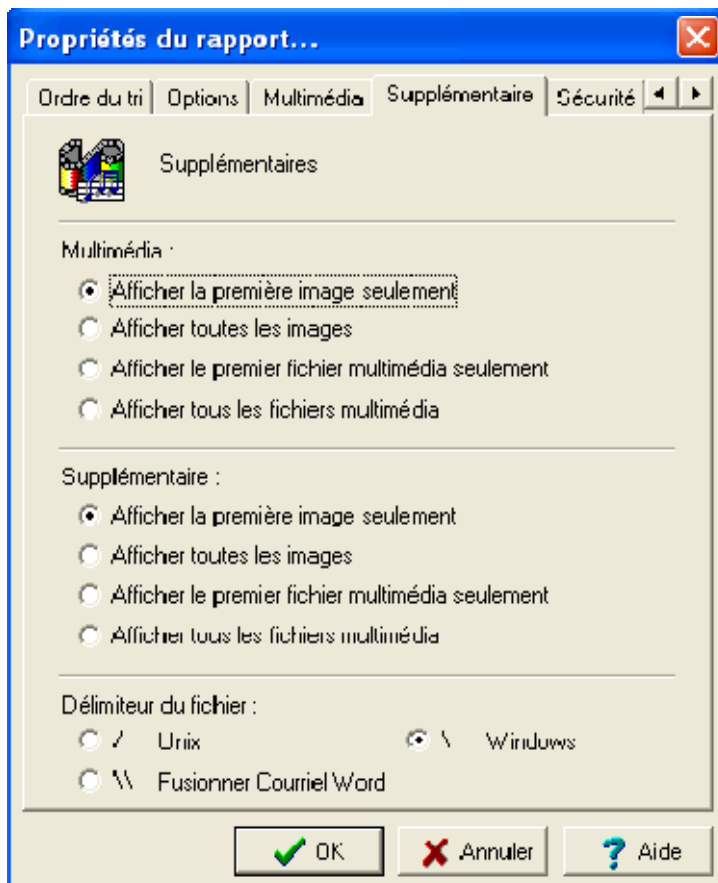 Propriétés du rapport...
Ordre du tri Options Multimédia Supplémentaire Sécurité
Supplémentaires
Multimédia :
Afficher la première image seulement
Afficher toutes les images
Afficher le premier fichier multimédia seulement
Afficher tous les fichiers multimédia
Supplémentaire :
Afficher la première image seulement
Afficher toutes les images
Afficher le premier fichier multimédia seulement
Afficher tous les fichiers multimédia
Délimiteur du fichier :
/ Unix \ Windows
\\ Fusionner Courriel Word
OK Annuler ? Aide